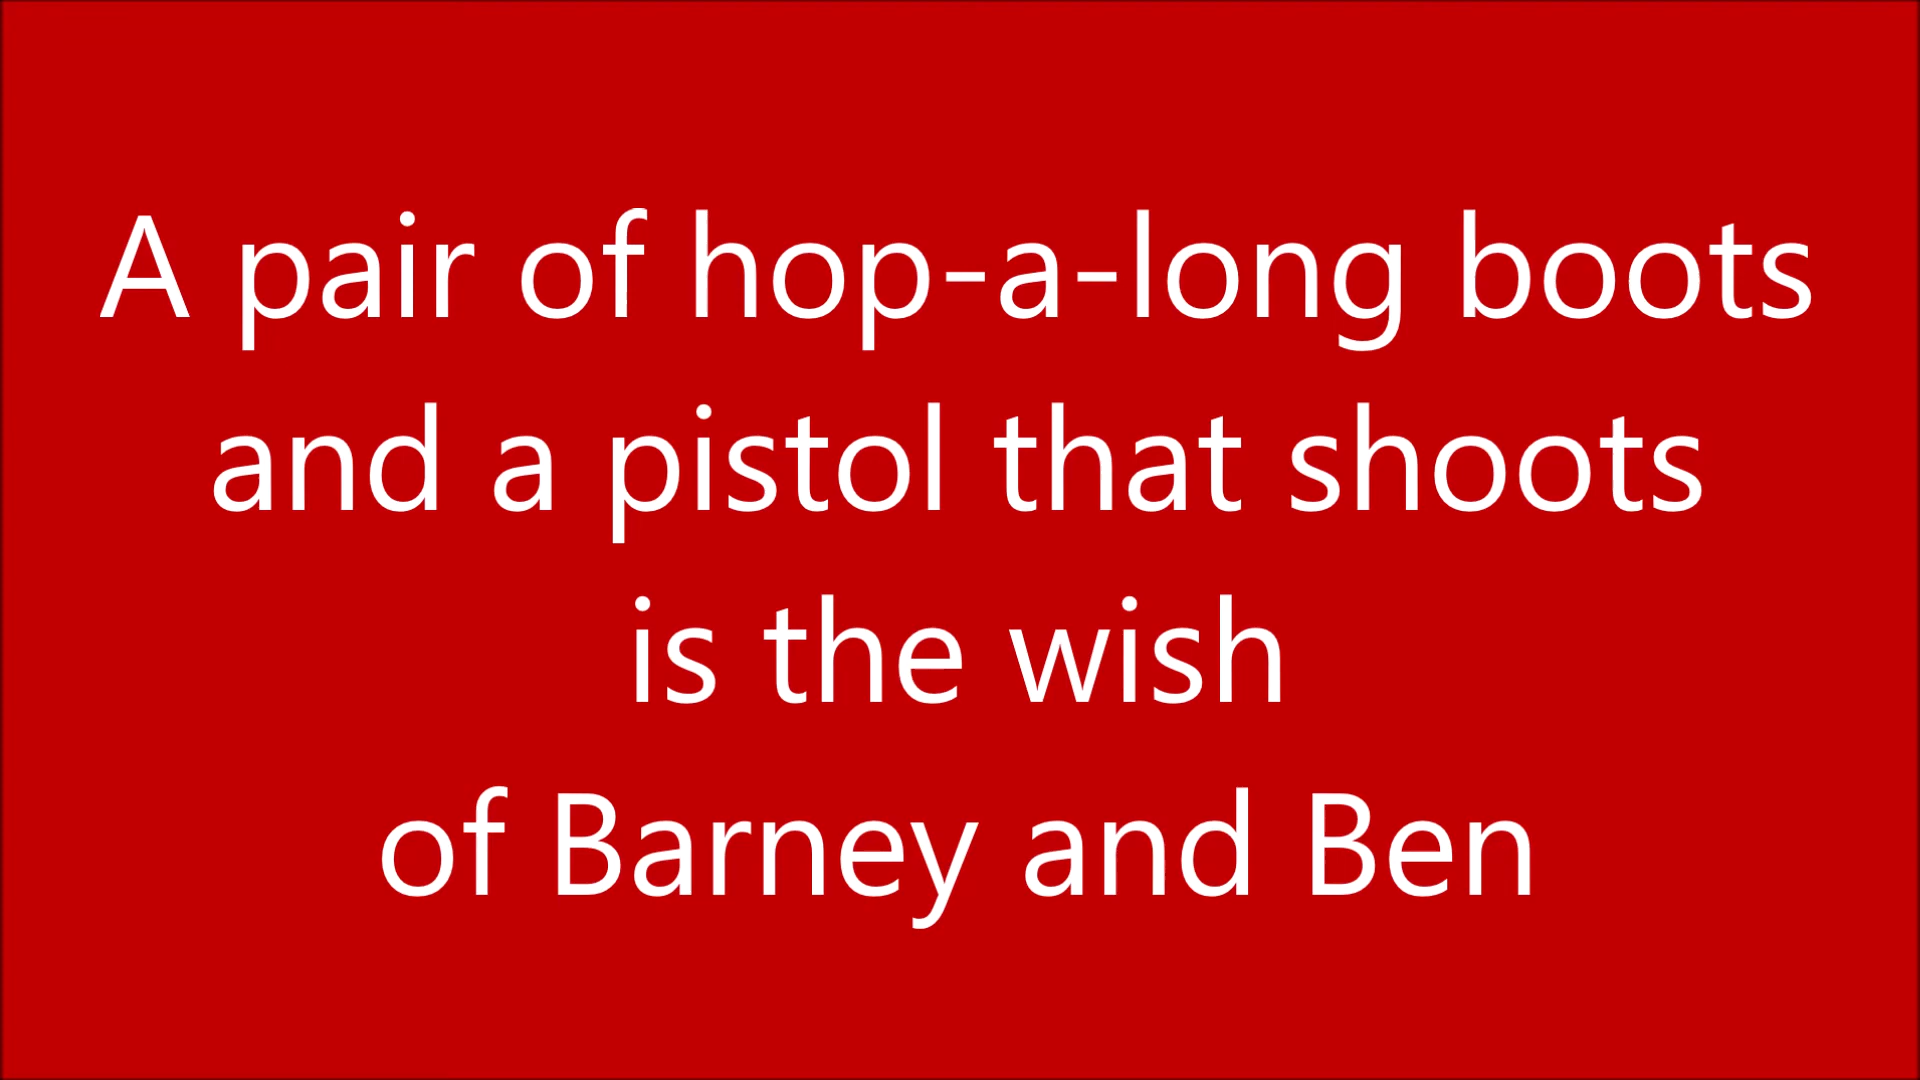 A pair of hop-a-long boots
and a pistol that shoots
is the wish
of Barney and Ben